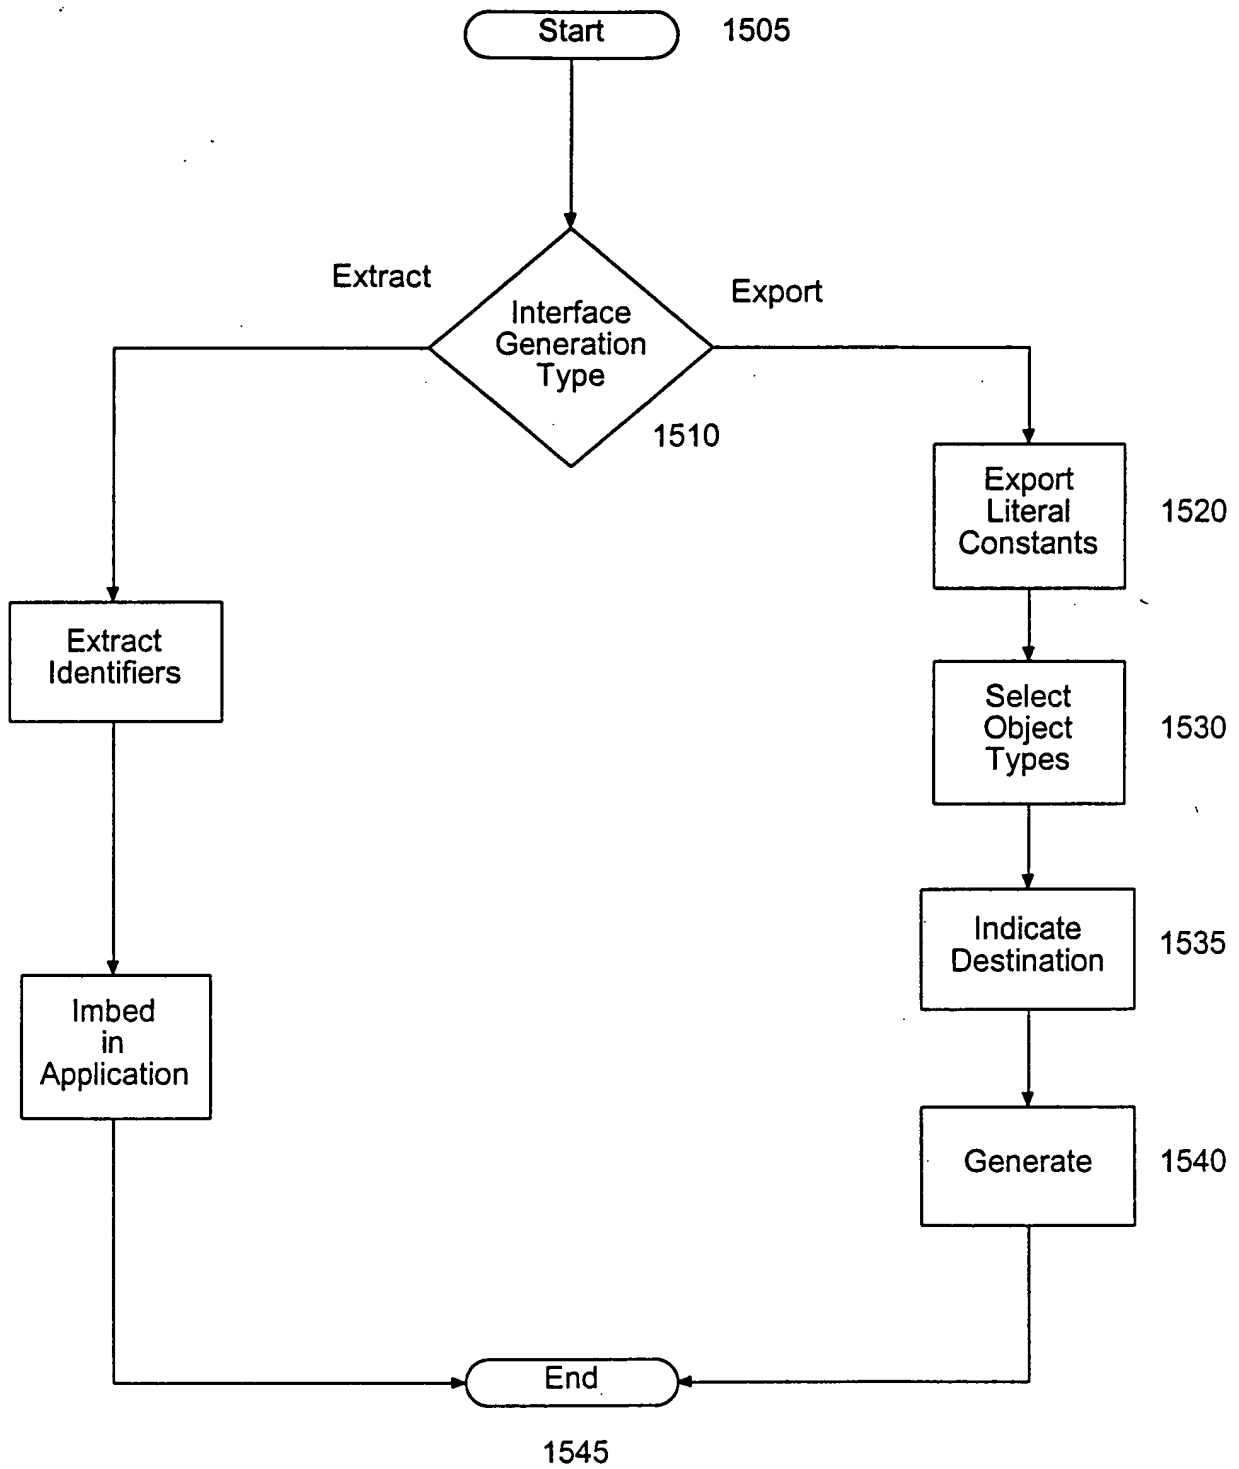 Start
1505
Extract
Export
Interface
Generation
Type
1510
Export
Literal
Constants
1520
Extract
Identifiers
Select
Object
Types
1530
Indicate
Destination
1535
Imbed
in
Application
Generate
1540
End
1545